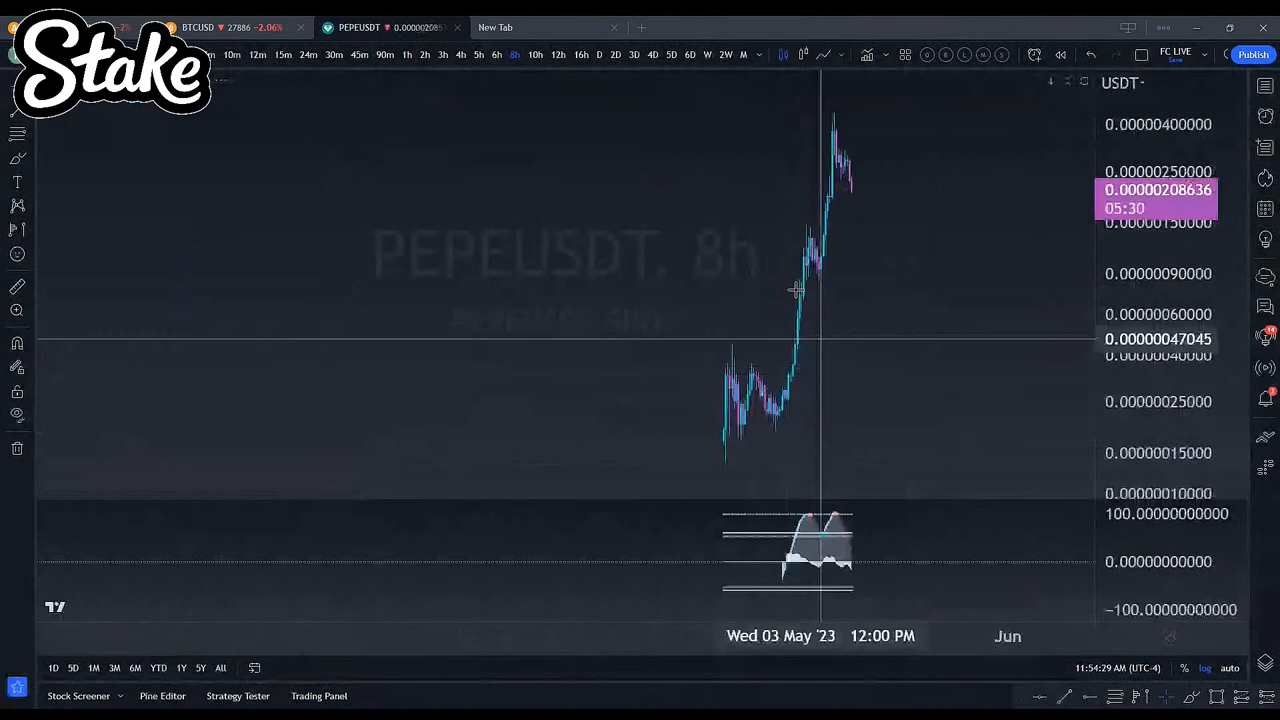 Stake
-2%
BTCUSD ▼ 27886 −2.06%
PEPEUSDT ▼ 0.0000020863
New Tab
10m 12m 15m 24m 30m 45m 90m 1h 2h 3h 4h 5h 6h 8h 10h 12h 16h D 2D 3D 4D 5D 6D W 2W M
FC LIVE
Save
Publish
USDT
PEPEUSDT, 8h
0.00000400000
0.00000250000
0.00000208636
05:30
0.00000150000
0.00000090000
0.00000060000
0.00000047045
0.00000040000
0.00000025000
0.00000015000
0.00000010000
100.00000000000
0.00000000000
−100.00000000000
Wed 03 May '23 12:00 PM
Jun
1D 5D 1M 3M 6M YTD 1Y 5Y All
11:54:29 AM (UTC-4)
% log auto
Stock Screener
Pine Editor
Strategy Tester
Trading Panel